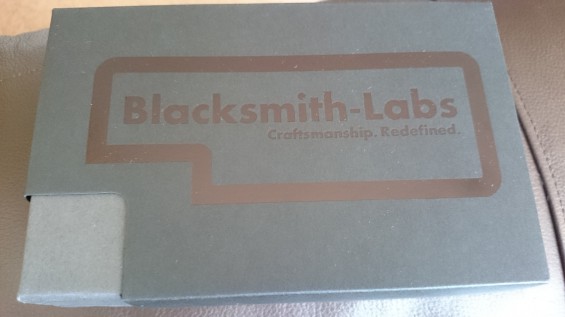 Blacksmith-Labs
Craftsmanship. Redefined.